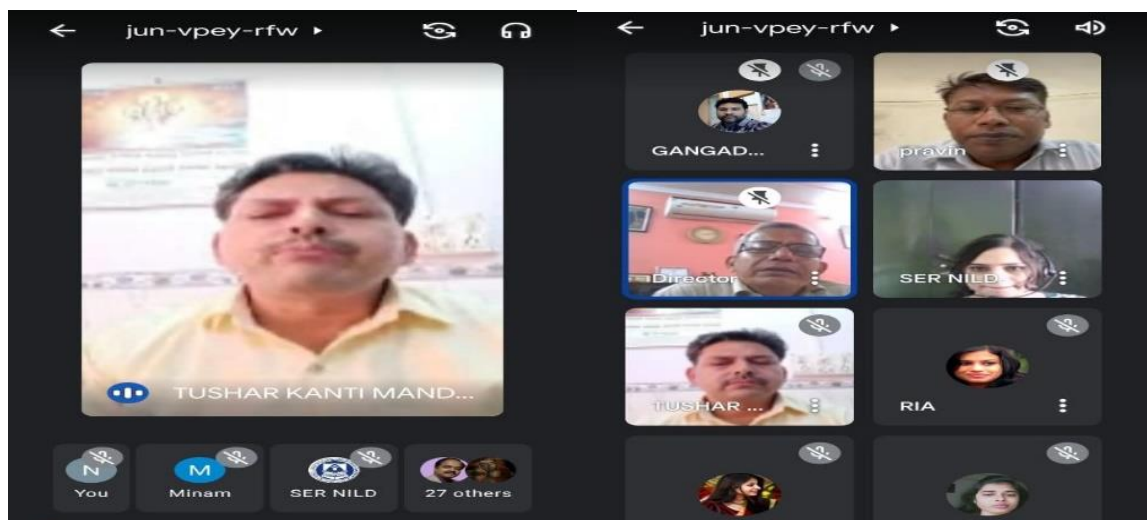 jun-vpey-rfw
TUSHAR KANTI MAND...
N
You
M
Minam
SER NILD
27 others
jun-vpey-rfw
GANGAD...
pravin
Director
SER NILD
TUSHAR ...
RIA